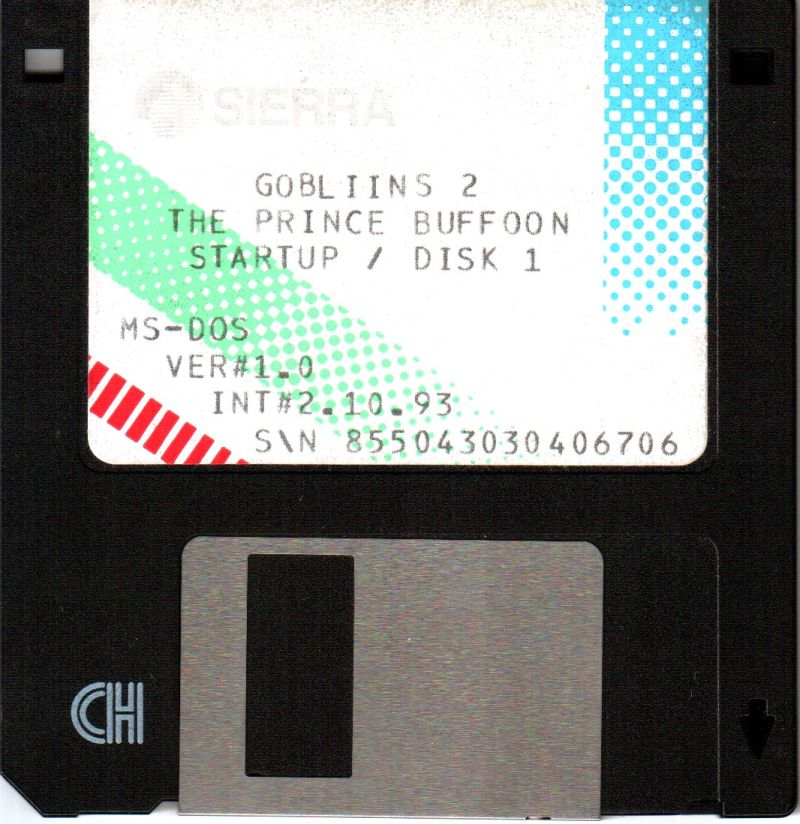 SIERRA
GOBLIINS 2
THE PRINCE BUFFOON
STARTUP / DISK 1
MS-DOS
VER#1.0
INT#2.10.93
S\N 855043030406706
CH